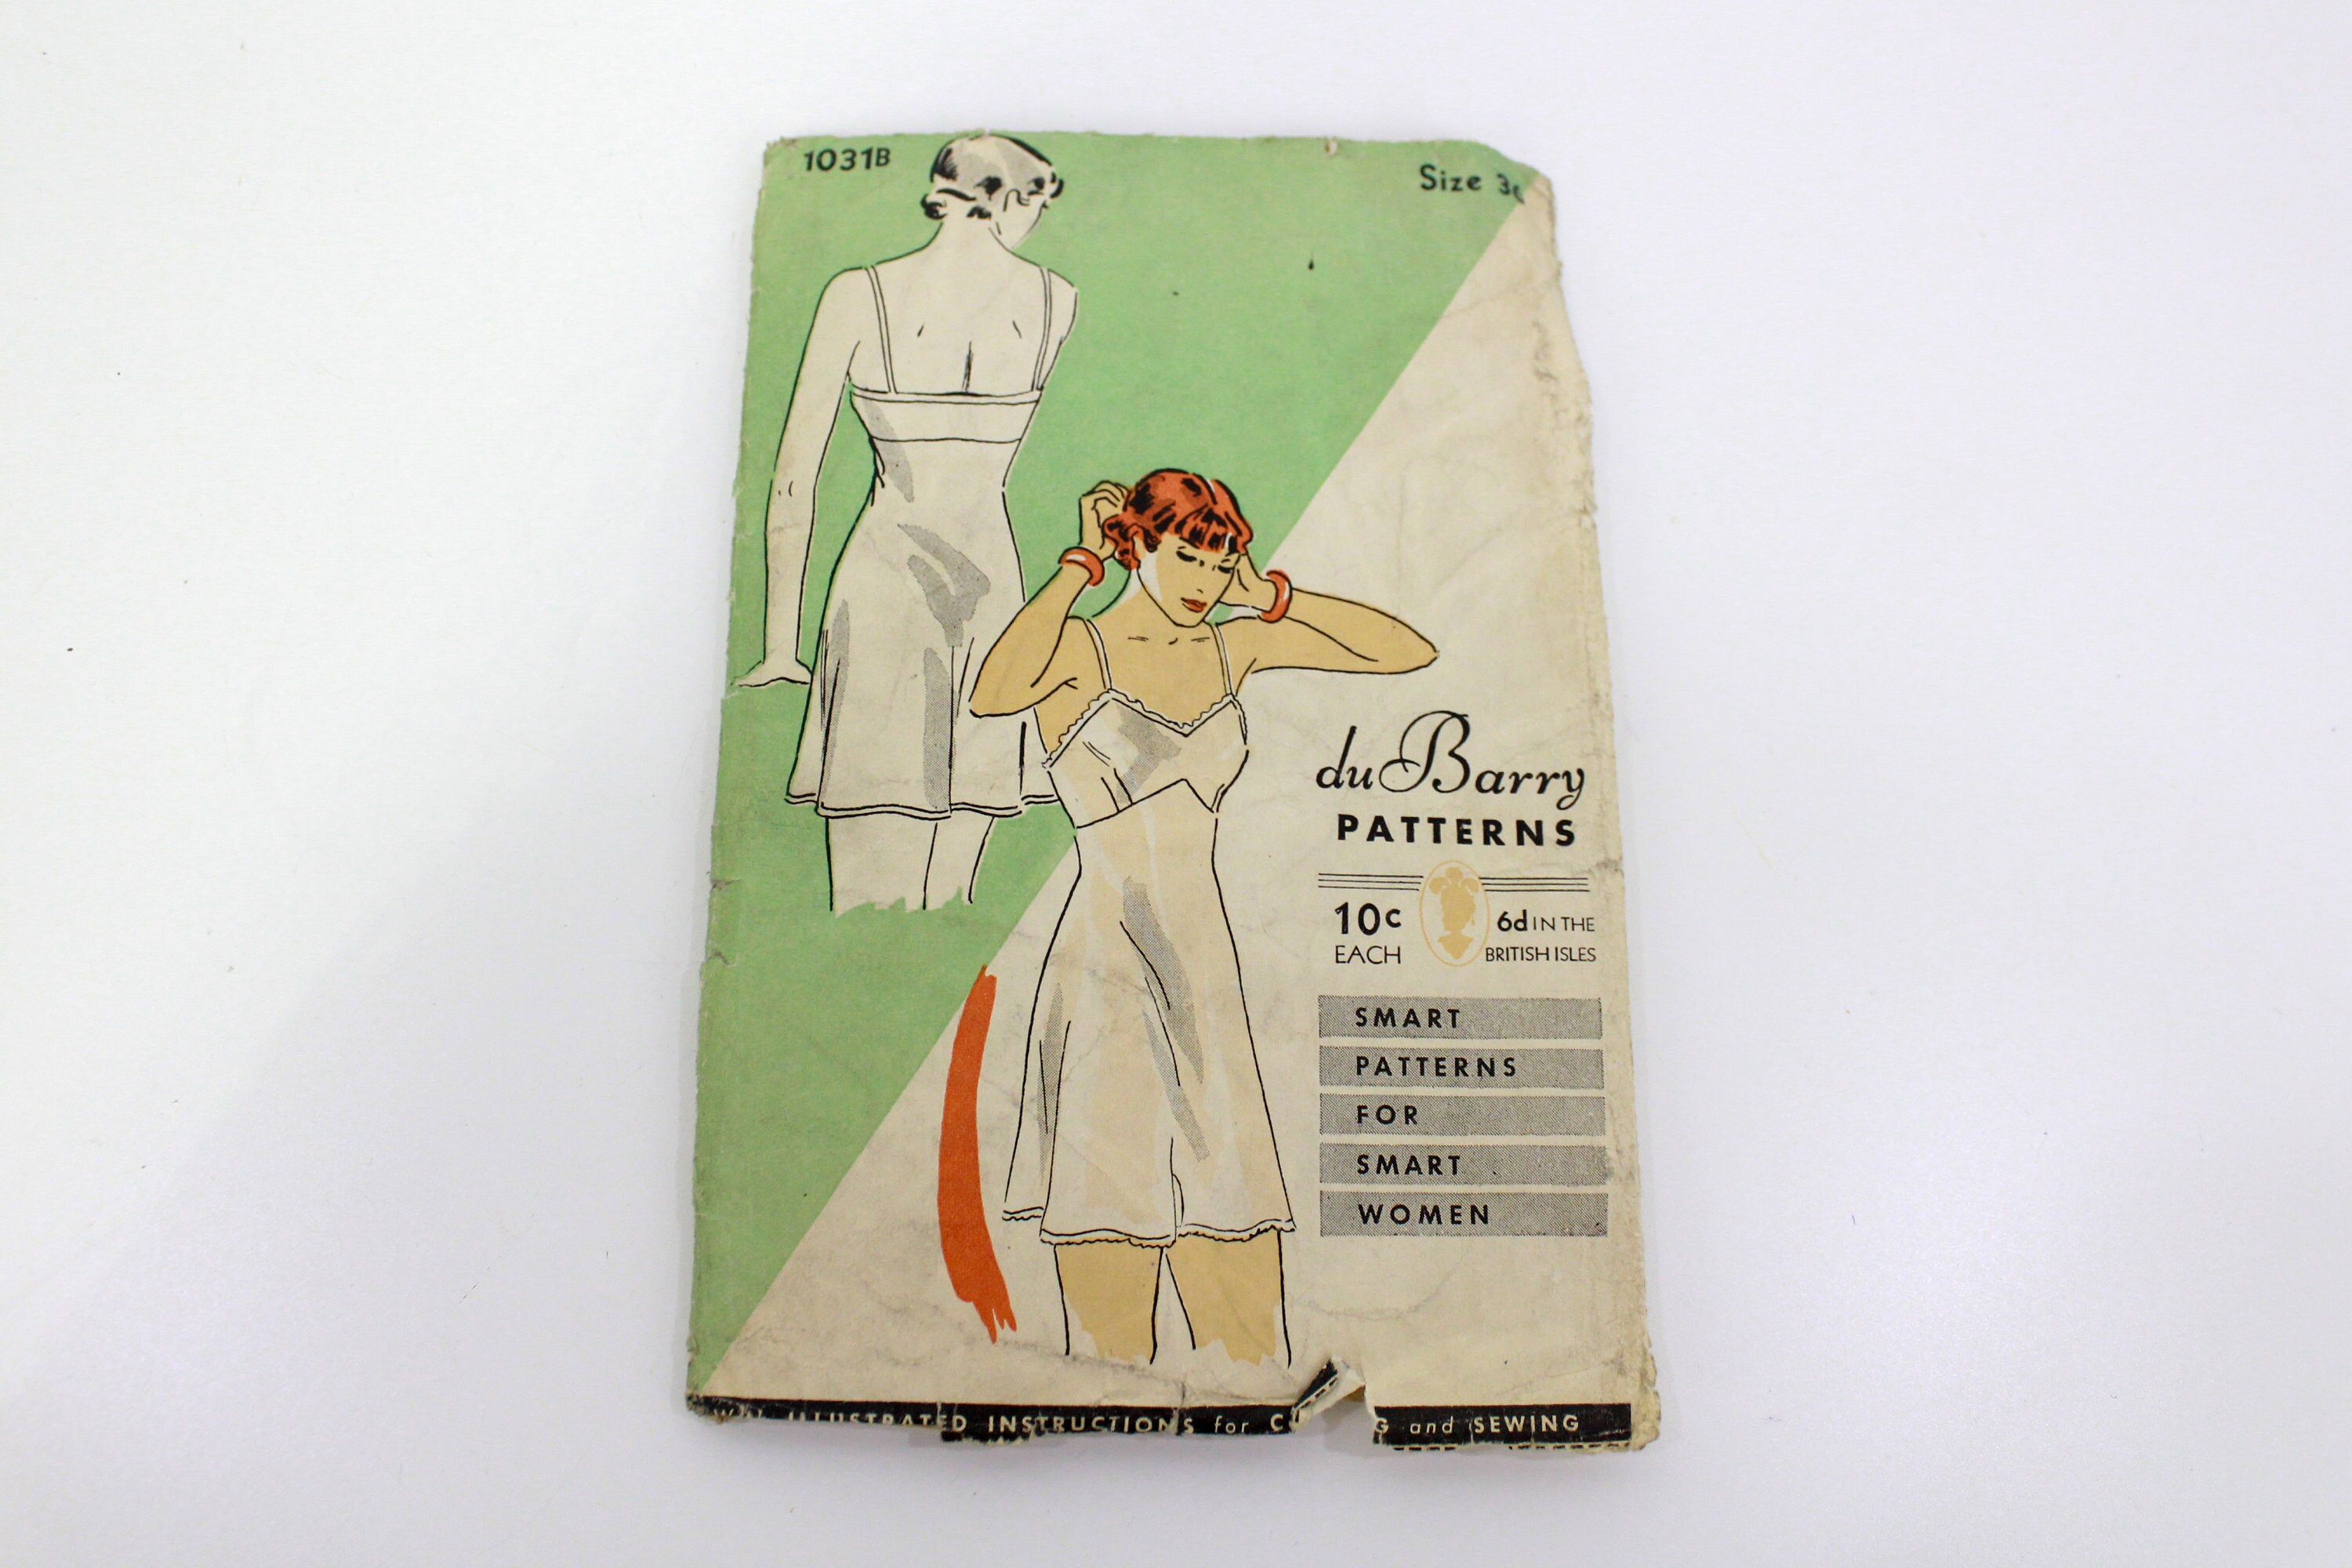 1031B
Size
du Barry
PATTERNS
10c
EACH
6d IN THE
BRITISH ISLES
SMART
PATTERNS
FOR
SMART
WOMEN
ILLUSTRATED INSTRUCTIONS for and SEWING